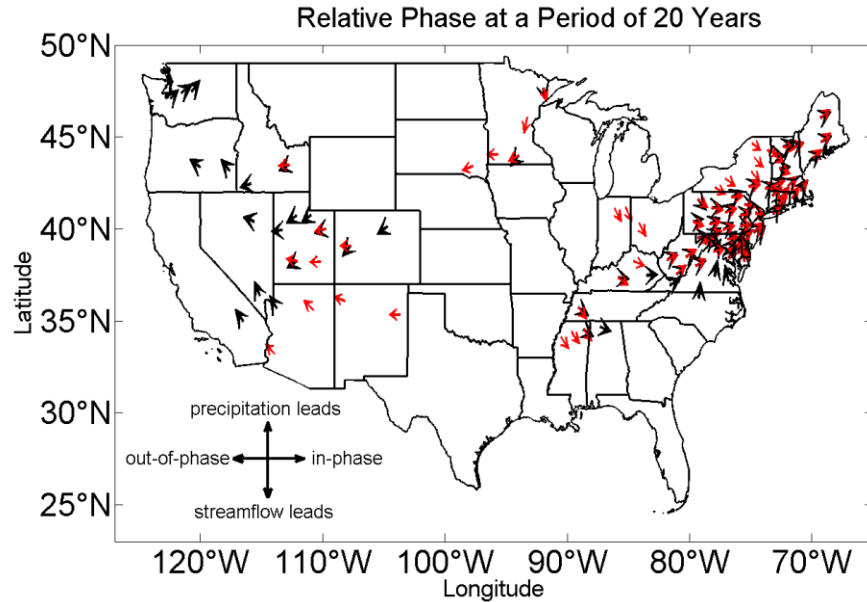 Relative Phase at a Period of 20 Years
50°N
45°N
40°N
35°N
30°N
25°N
Latitude
precipitation leads
out-of-phase
in-phase
streamflow leads
120°W
110°W
100°W
90°W
80°W
70°W
Longitude